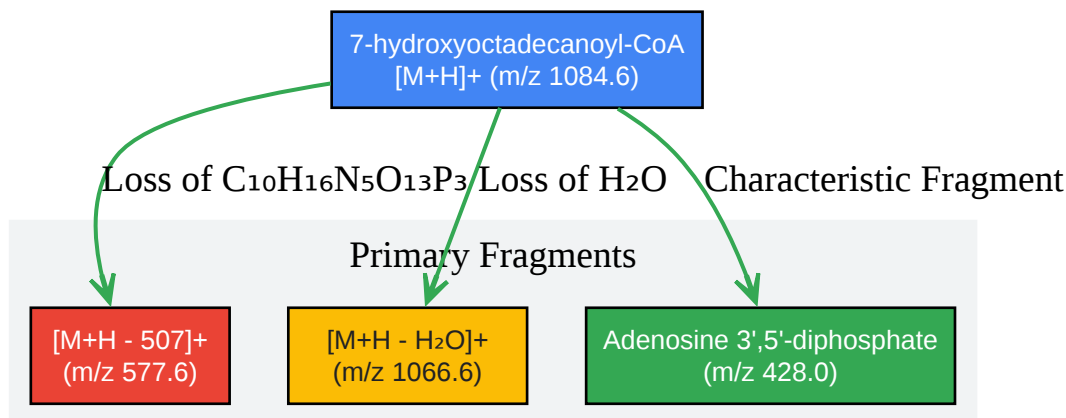 7-hydroxyoctadecanoyl-CoA
[M+H]+ (m/z 1084.6)
Loss of C₁₀H₁₆N₅O₁₃P₃
Loss of H₂O
Characteristic Fragment
Primary Fragments
[M+H - 507]+
(m/z 577.6)
[M+H - H₂O]+
(m/z 1066.6)
Adenosine 3',5'-diphosphate
(m/z 428.0)